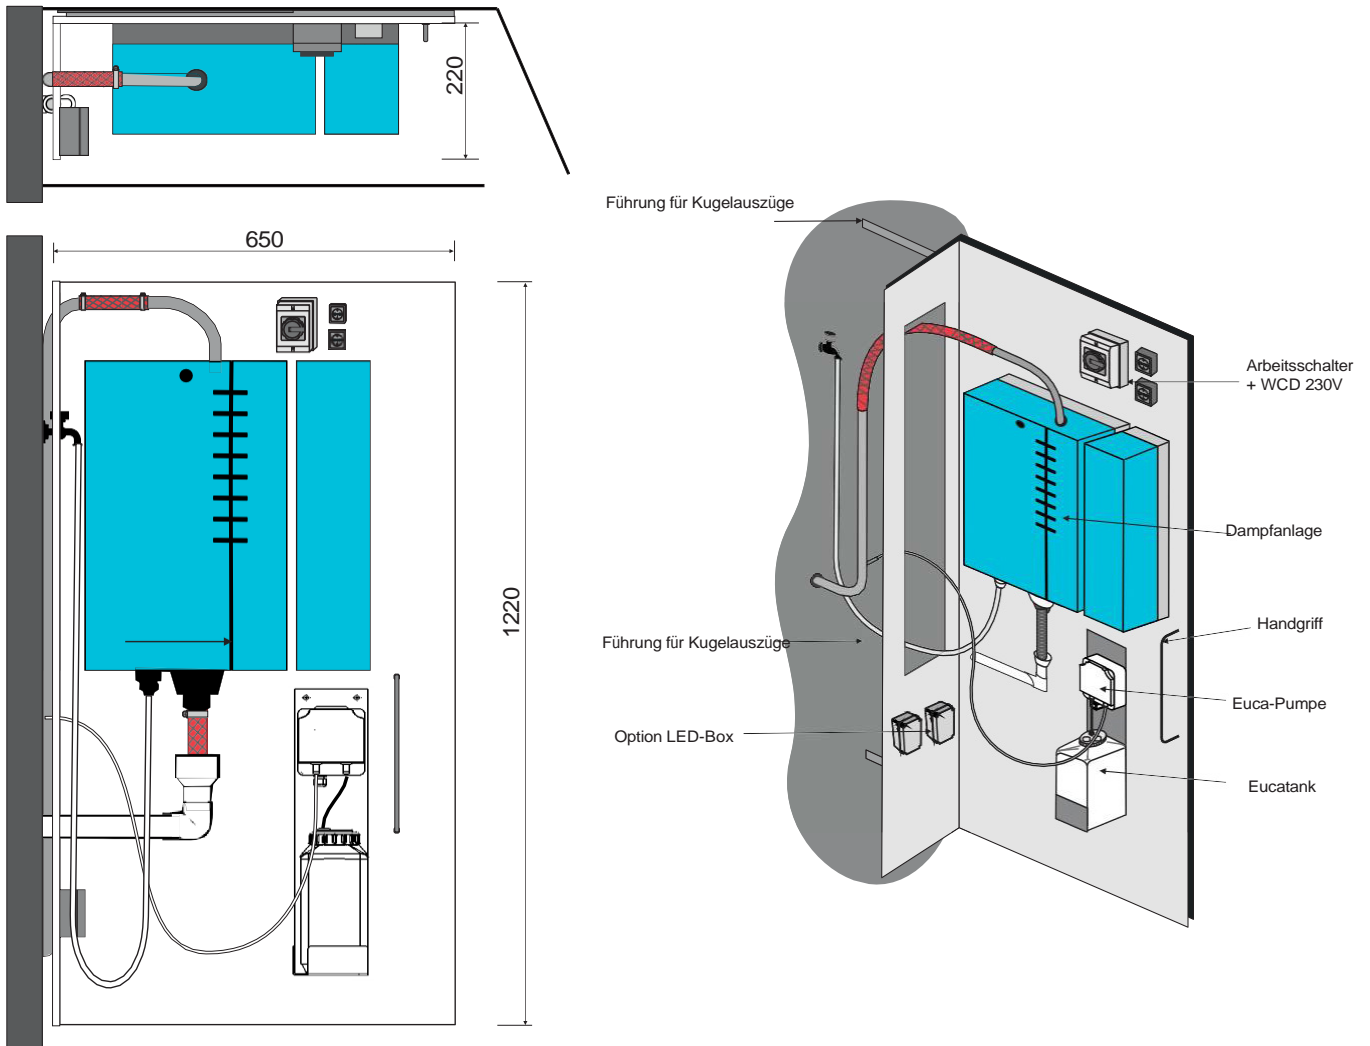 220
650
1220
Führung für Kugelauszüge
Arbeitsschalter
+ WCD 230V
Dampfanlage
Handgriff
Führung für Kugelauszüge
Euca-Pumpe
Option LED-Box
Eucatank